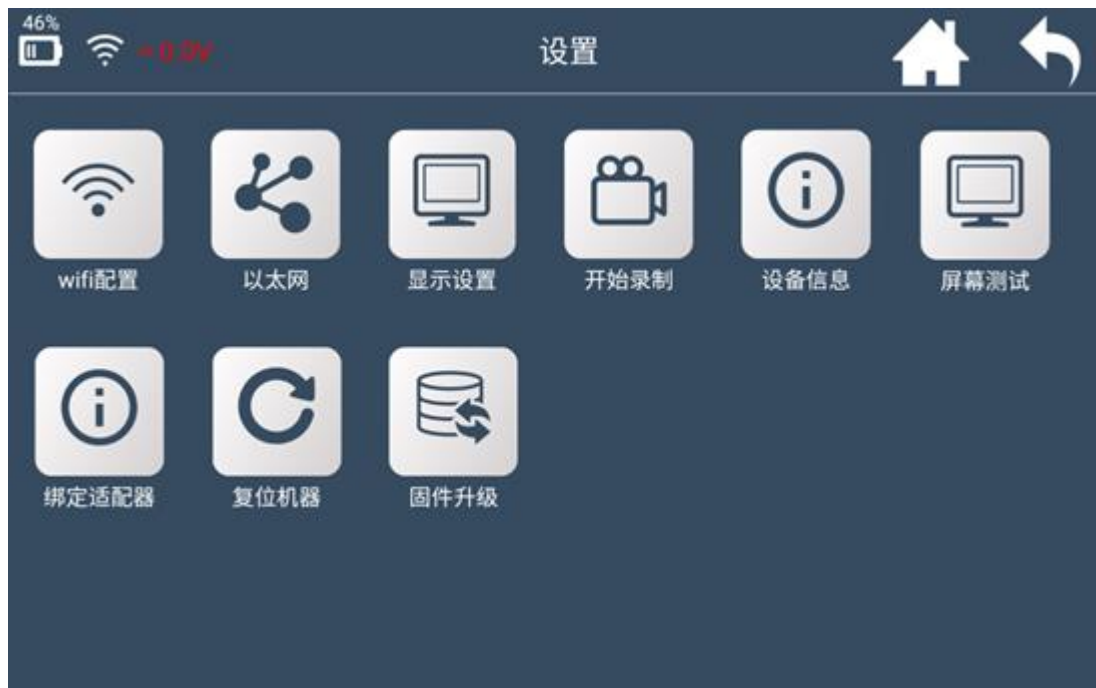 46%
设置
wifi配置
以太网
显示设置
开始录制
设备信息
屏幕测试
绑定适配器
复位机器
固件升级